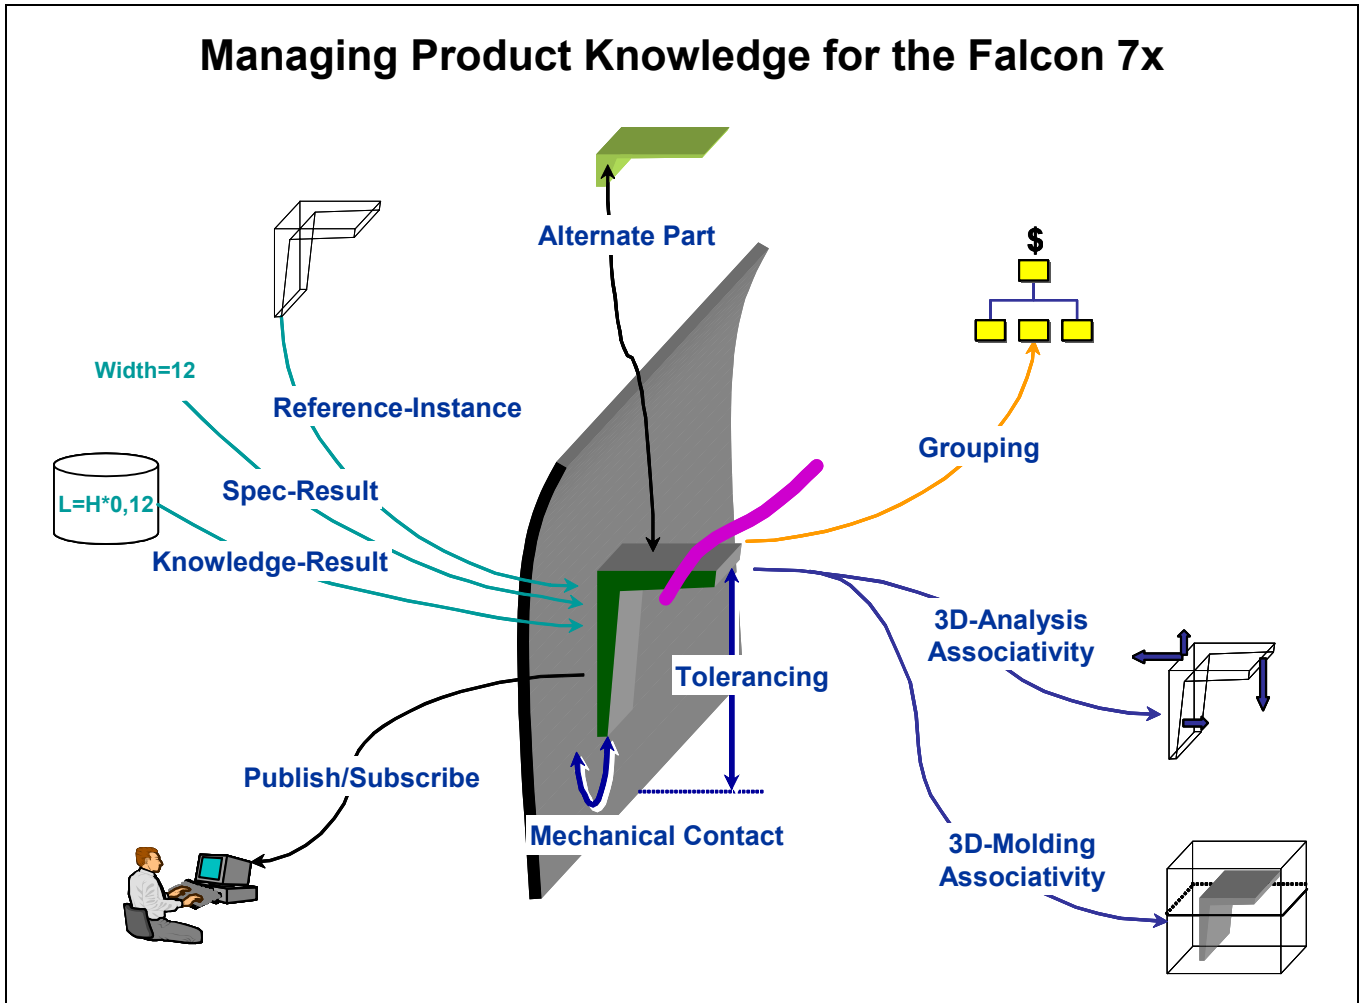 Managing Product Knowledge for the Falcon 7x
Alternate Part
$
Width=12
Reference-Instance
Grouping
Spec-Result
L=H*0,12
Knowledge-Result
3D-Analysis
Associativity
Tolerancing
Publish/Subscribe
Mechanical Contact
3D-Molding
Associativity